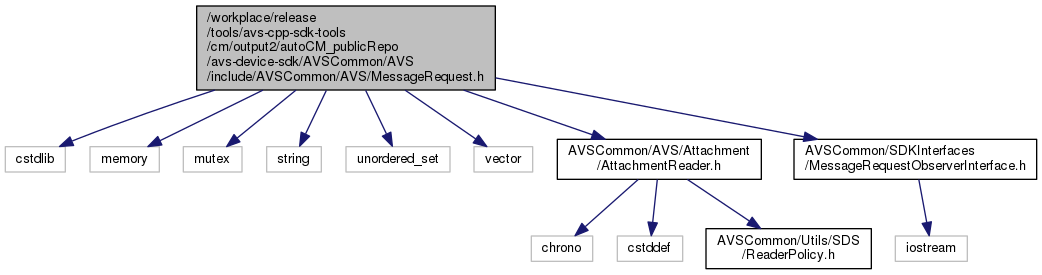 /workplace/release
/tools/avs-cpp-sdk-tools
/cm/output2/autoCM_publicRepo
/avs-device-sdk/AVSCommon/AVS
/include/AVSCommon/AVS/MessageRequest.h
cstdlib
memory
mutex
string
unordered_set
vector
AVSCommon/AVS/Attachment
/AttachmentReader.h
AVSCommon/SDKInterfaces
/MessageRequestObserverInterface.h
chrono
cstddef
AVSCommon/Utils/SDS
/ReaderPolicy.h
iostream